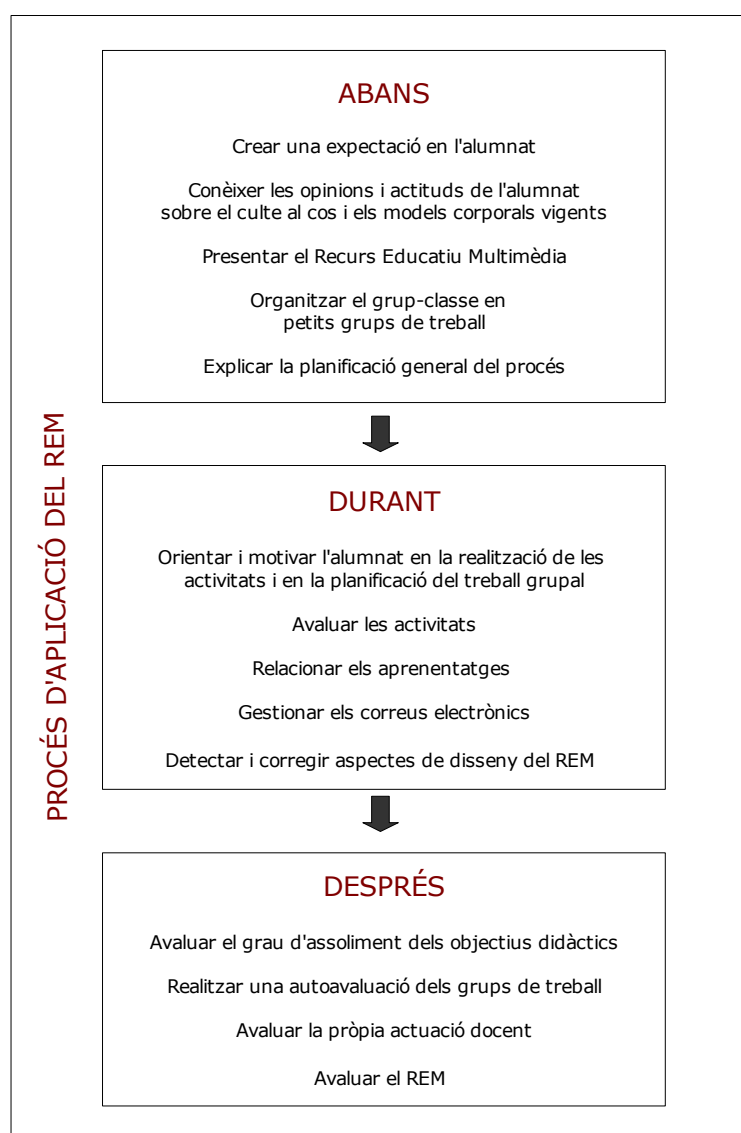 PROCÉS D'APLICACIÓ DEL REM
ABANS
Crear una expectació en l'alumnat
Conèixer les opinions i actituds de l'alumnat
sobre el culte al cos i els models corporals vigents
Presentar el Recurs Educatiu Multimèdia
Organitzar el grup-classe en
petits grups de treball
Explicar la planificació general del procés
DURANT
Orientar i motivar l'alumnat en la realització de les
activitats i en la planificació del treball grupal
Avaluar les activitats
Relacionar els aprenentatges
Gestionar els correus electrònics
Detectar i corregir aspectes de disseny del REM
DESPRÉS
Avaluar el grau d'assoliment dels objectius didàctics
Realitzar una autoavalució dels grups de treball
Avaluar la pròpia actuació docent
Avaluar el REM